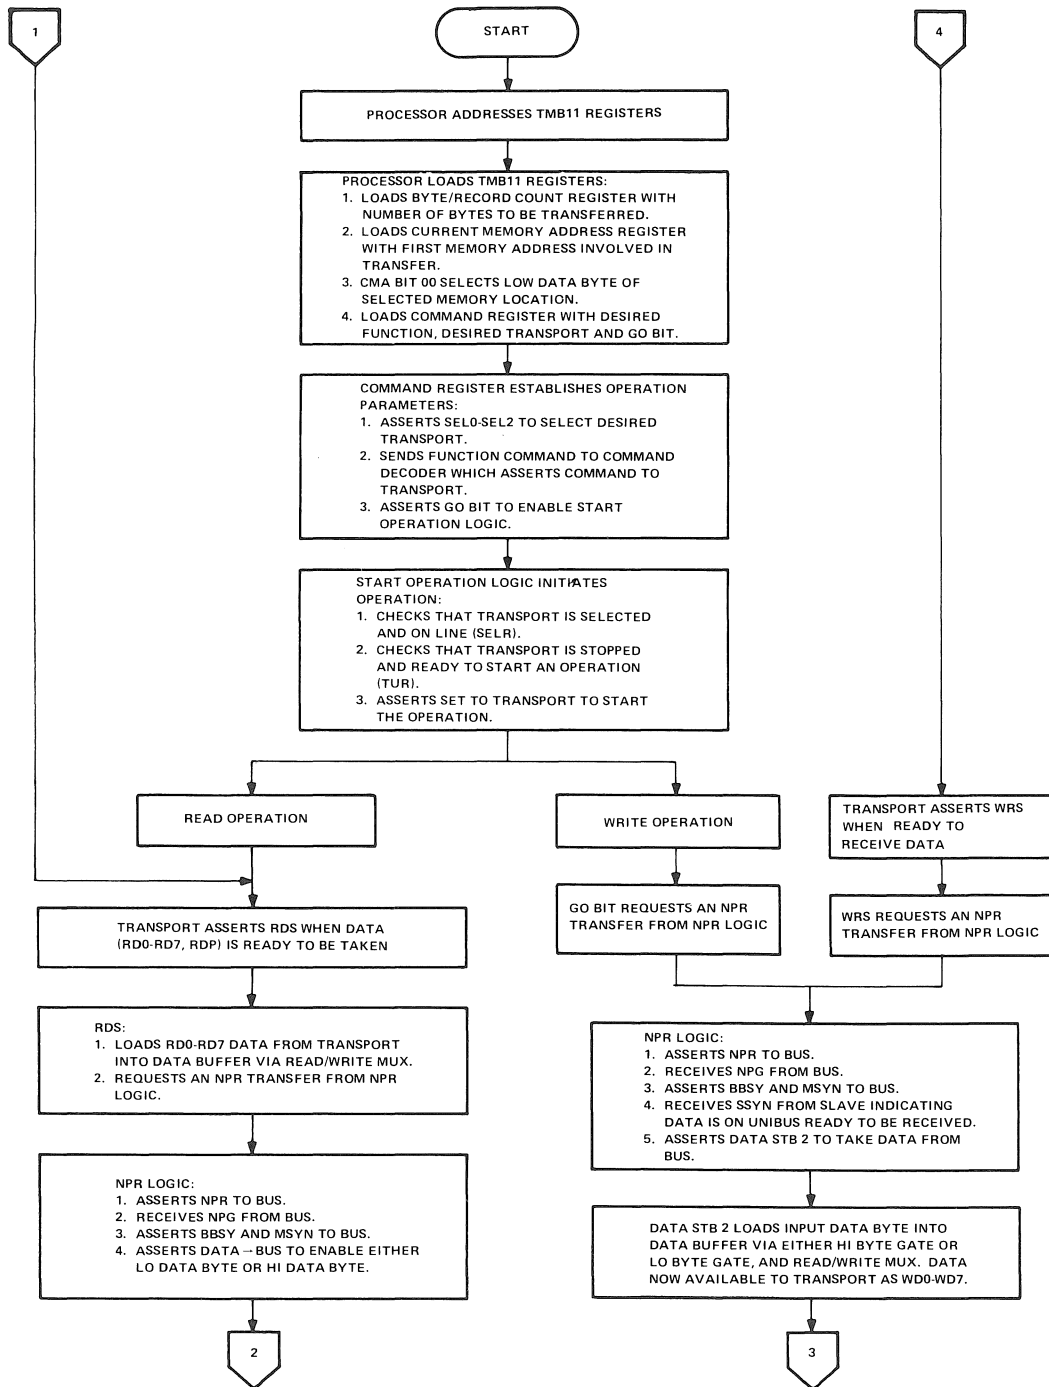 1
START
4
PROCESSOR ADDRESSES TMB11 REGISTERS
PROCESSOR LOADS TMB11 REGISTERS:
1. LOADS BYTE/RECORD COUNT REGISTER WITH
NUMBER OF BYTES TO BE TRANSFERRED.
2. LOADS CURRENT MEMORY ADDRESS REGISTER
WITH FIRST MEMORY ADDRESS INVOLVED IN
TRANSFER.
3. CMA BIT 00 SELECTS LOW DATA BYTE OF
SELECTED MEMORY LOCATION.
4. LOADS COMMAND REGISTER WITH DESIRED
FUNCTION, DESIRED TRANSPORT AND GO BIT.
COMMAND REGISTER ESTABLISHES OPERATION
PARAMETERS:
1. ASSERTS SEL0-SEL2 TO SELECT DESIRED
TRANSPORT.
2. SENDS FUNCTION COMMAND TO COMMAND
DECODER WHICH ASSERTS COMMAND TO
TRANSPORT.
3. ASSERTS GO BIT TO ENABLE START
OPERATION LOGIC.
START OPERATION LOGIC INITIATES
OPERATION:
1. CHECKS THAT TRANSPORT IS SELECTED
AND ON LINE (SELR).
2. CHECKS THAT TRANSPORT IS STOPPED
AND READY TO START AN OPERATION
(TUR).
3. ASSERTS SET TO TRANSPORT TO START
THE OPERATION.
READ OPERATION
WRITE OPERATION
TRANSPORT ASSERTS WRS
WHEN READY TO
RECEIVE DATA
TRANSPORT ASSERTS RDS WHEN DATA
(RD0-RD7, RDP) IS READY TO BE TAKEN
GO BIT REQUESTS AN NPR
TRANSFER FROM NPR LOGIC
WRS REQUESTS AN NPR
TRANSFER FROM NPR LOGIC
RDS:
1. LOADS RD0-RD7 DATA FROM TRANSPORT
INTO DATA BUFFER VIA READ/WRITE MUX.
2. REQUESTS AN NPR TRANSFER FROM NPR
LOGIC.
NPR LOGIC:
1. ASSERTS NPR TO BUS.
2. RECEIVES NPG FROM BUS.
3. ASSERTS BBSY AND MSYN TO BUS.
4. RECEIVES SSYN FROM SLAVE INDICATING
DATA IS ON UNIBUS READY TO BE RECEIVED.
5. ASSERTS DATA STB 2 TO TAKE DATA FROM
BUS.
NPR LOGIC:
1. ASSERTS NPR TO BUS.
2. RECEIVES NPG FROM BUS.
3. ASSERTS BBSY AND MSYN TO BUS.
4. ASSERTS DATA → BUS TO ENABLE EITHER
LO DATA BYTE OR HI DATA BYTE.
DATA STB 2 LOADS INPUT DATA BYTE INTO
DATA BUFFER VIA EITHER HI BYTE GATE OR
LO BYTE GATE, AND READ/WRITE MUX. DATA
NOW AVAILABLE TO TRANSPORT AS WD0-WD7.
2
3